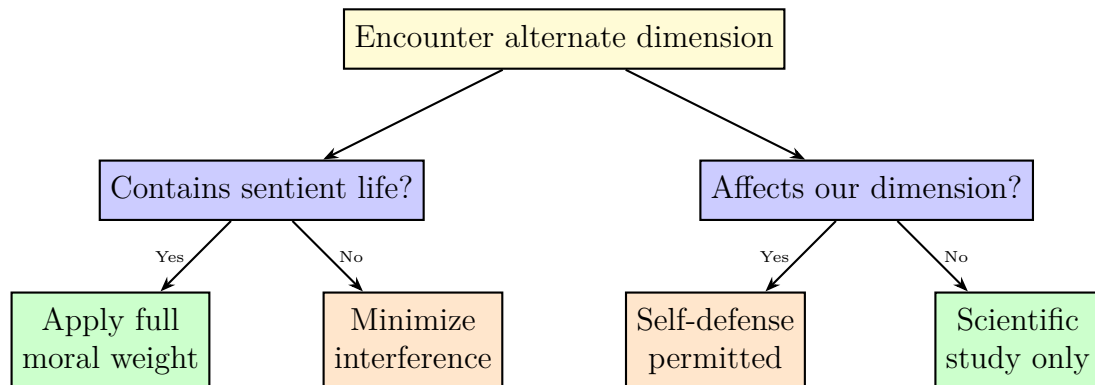 Encounter alternate dimension
Contains sentient life?
Affects our dimension?
Yes
No
Yes
No
Apply full
moral weight
Minimize
interference
Self-defense
permitted
Scientific
study only